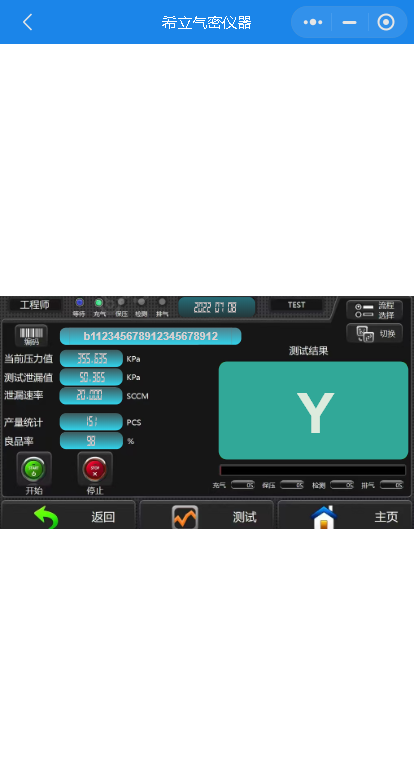 希立气密仪器
工程师
等待 充气 保压 检测 排气
2022 07 08
TEST
流程选择
编码
b112345678912345678912
切换
当前压力值 355.635 KPa
测试结果
测试泄漏值 50.365 KPa
泄漏速率 20.000 SCCM
Y
产量统计 151 PCS
良品率 98 %
START
STOP
开始 停止
充气 0S 保压 0S 检测 0S 排气 0S
返回 测试 主页